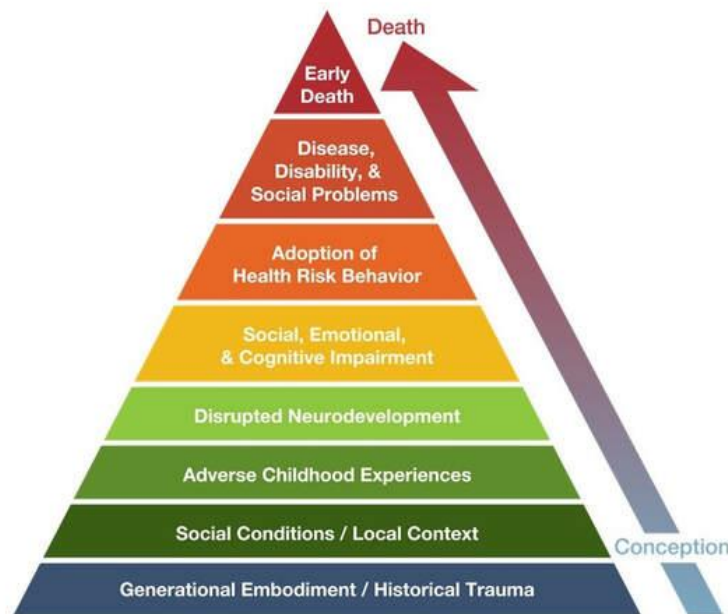 Death
Early
Death
Disease,
Disability, &
Social Problems
Adoption of
Health Risk Behavior
Social, Emotional,
& Cognitive Impairment
Disrupted Neurodevelopment
Adverse Childhood Experiences
Social Conditions / Local Context
Conception
Generational Embodiment / Historical Trauma